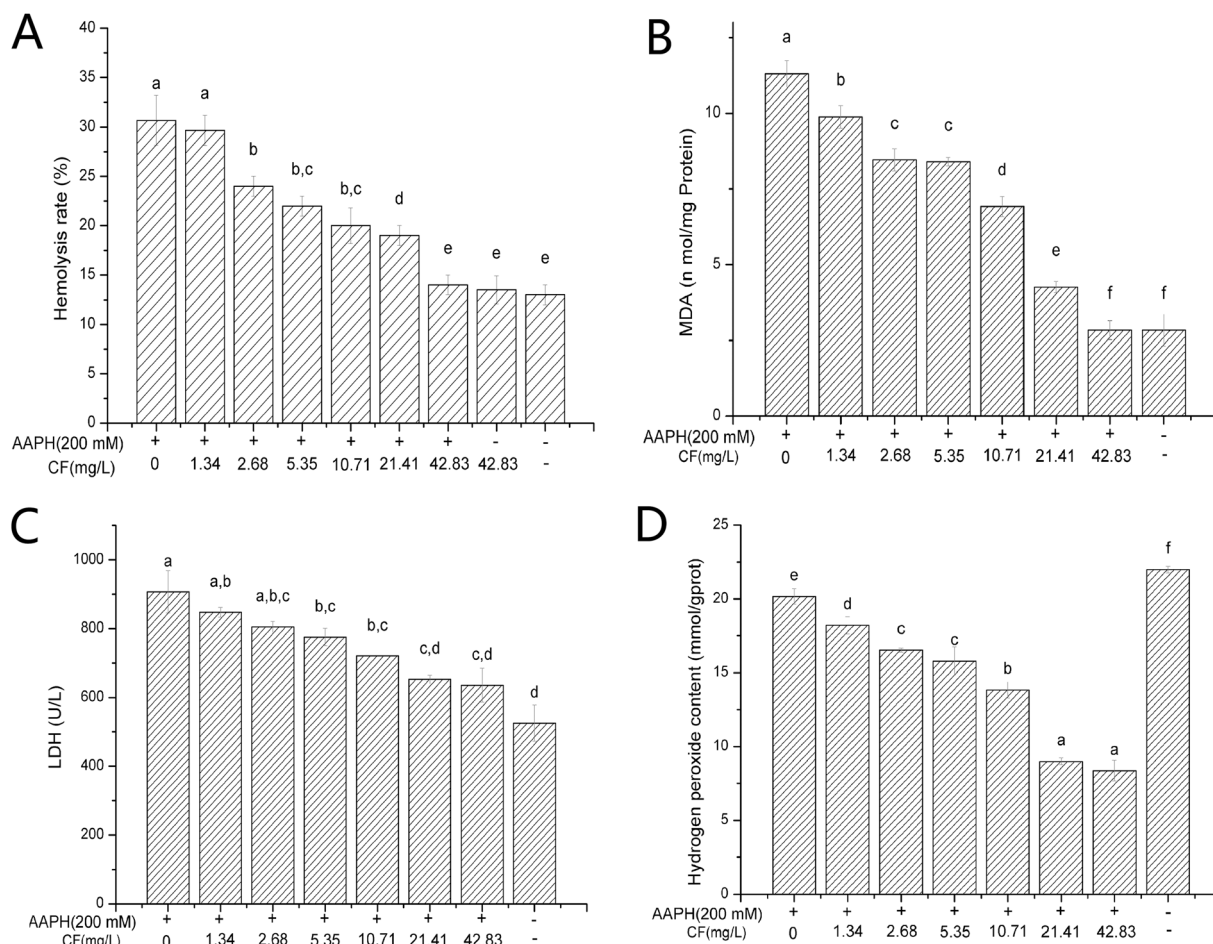 A
40
35
30
25
20
15
10
5
0
Hemolysis rate (%)
a
a
b
b,c
b,c
d
e
e
e
AAPH(200 mM) + + + + + + + - -
CF(mg/L) 0 1.34 2.68 5.35 10.71 21.41 42.83 42.83 -
B
10
5
0
MDA (n mol/mg Protein)
a
b
c
c
d
e
f
f
AAPH(200 mM) + + + + + + + -
CF(mg/L) 0 1.34 2.68 5.35 10.71 21.41 42.83 -
C
1000
800
600
400
200
0
LDH (U/L)
a
a,b
a,b,c
b,c
b,c
c,d
c,d
d
AAPH(200 mM) + + + + + + + -
CF(mg/L) 0 1.34 2.68 5.35 10.71 21.41 42.83 -
D
25
20
15
10
5
0
Hydrogen peroxide content (mmol/gprot)
e
d
c
c
b
a
a
f
AAPH(200 mM) + + + + + + + -
CF(mg/L) 0 1.34 2.68 5.35 10.71 21.41 42.83 -